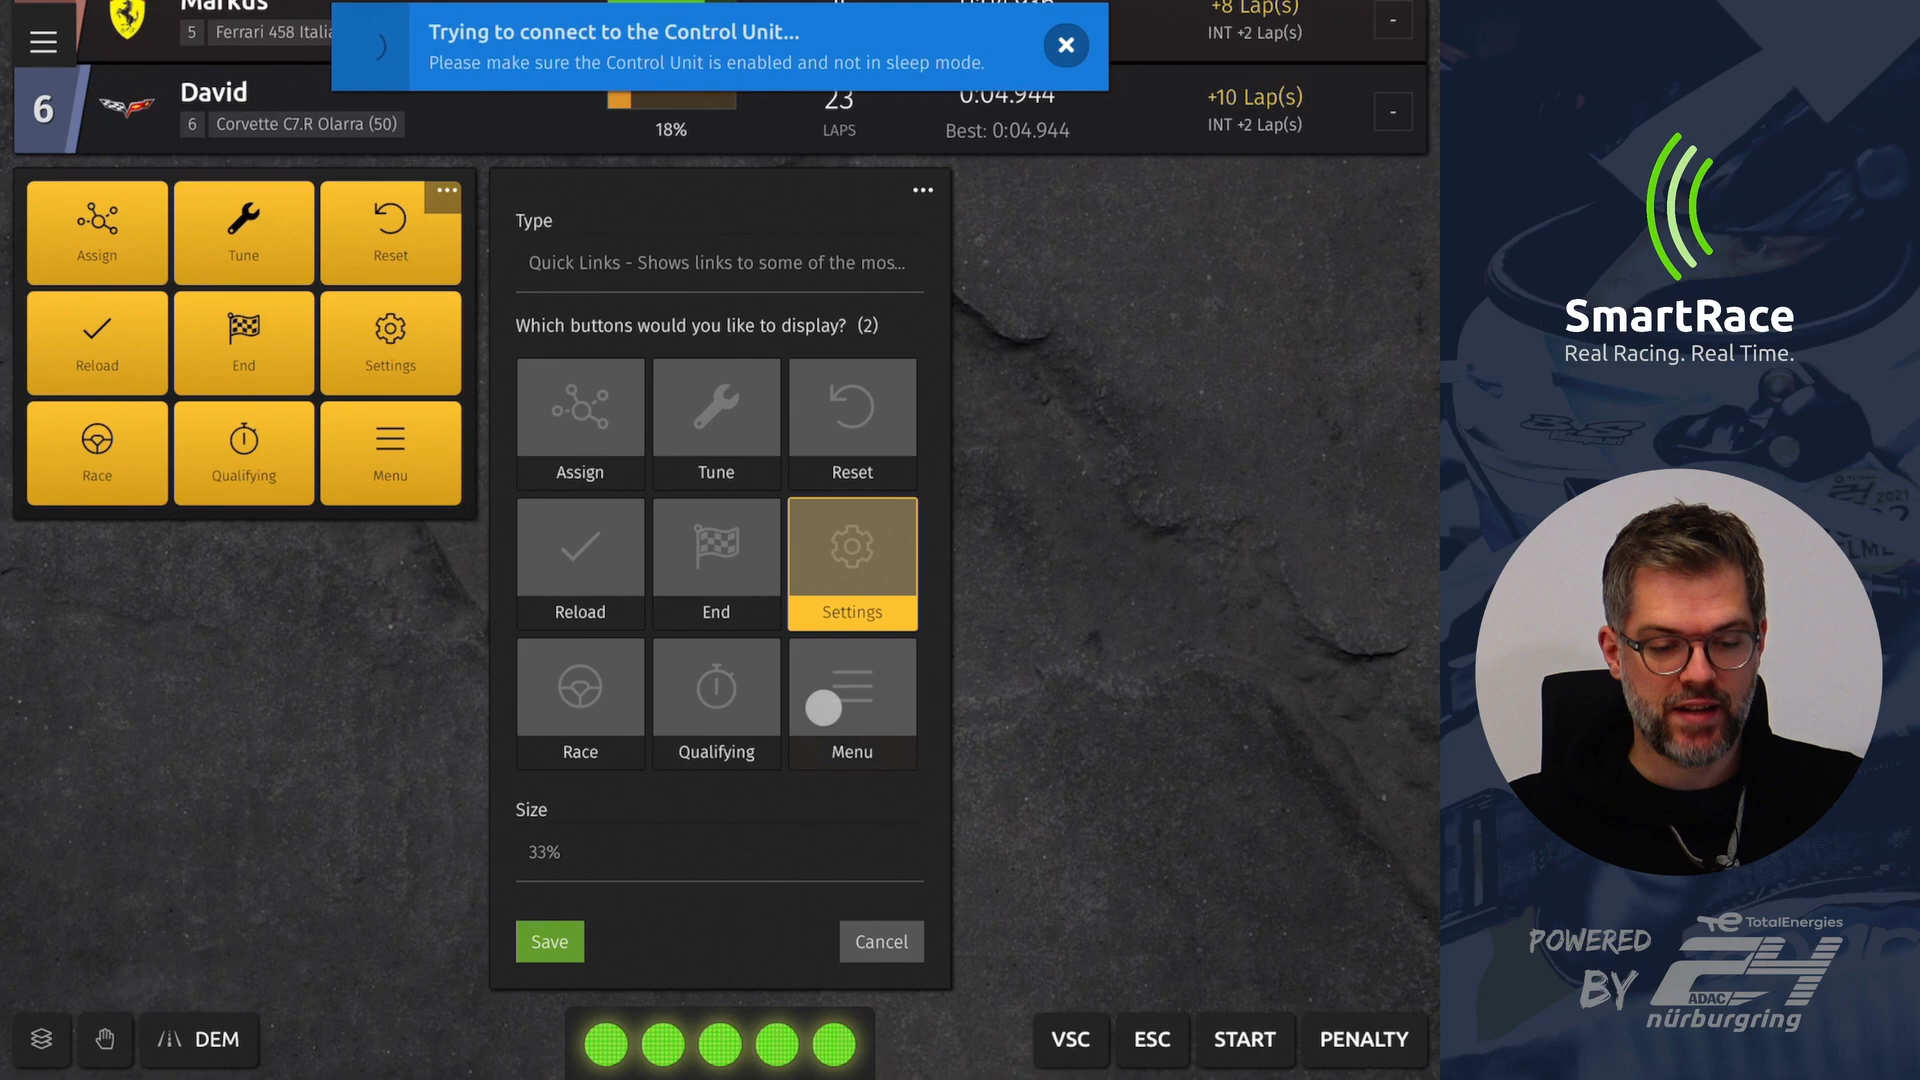 Markus
5 Ferrari 458 Italia
+8 Lap(s)
INT +2 Lap(s)
-
Trying to connect to the Control Unit...
Please make sure the Control Unit is enabled and not in sleep mode.
6
David
6 Corvette C7.R Olarra (50)
18%
23
LAPS
0:04.944
Best: 0:04.944
+10 Lap(s)
INT +2 Lap(s)
-
Assign
Tune
Reset
Reload
End
Settings
Race
Qualifying
Menu
Type
Quick Links - Shows links to some of the mos...
Which buttons would you like to display? (2)
Assign
Tune
Reset
Reload
End
Settings
Race
Qualifying
Menu
Size
33%
Save
Cancel
DEM
VSC
ESC
START
PENALTY
SmartRace
Real Racing. Real Time.
POWERED
BY
TotalEnergies
24H
ADAC
nürburgring